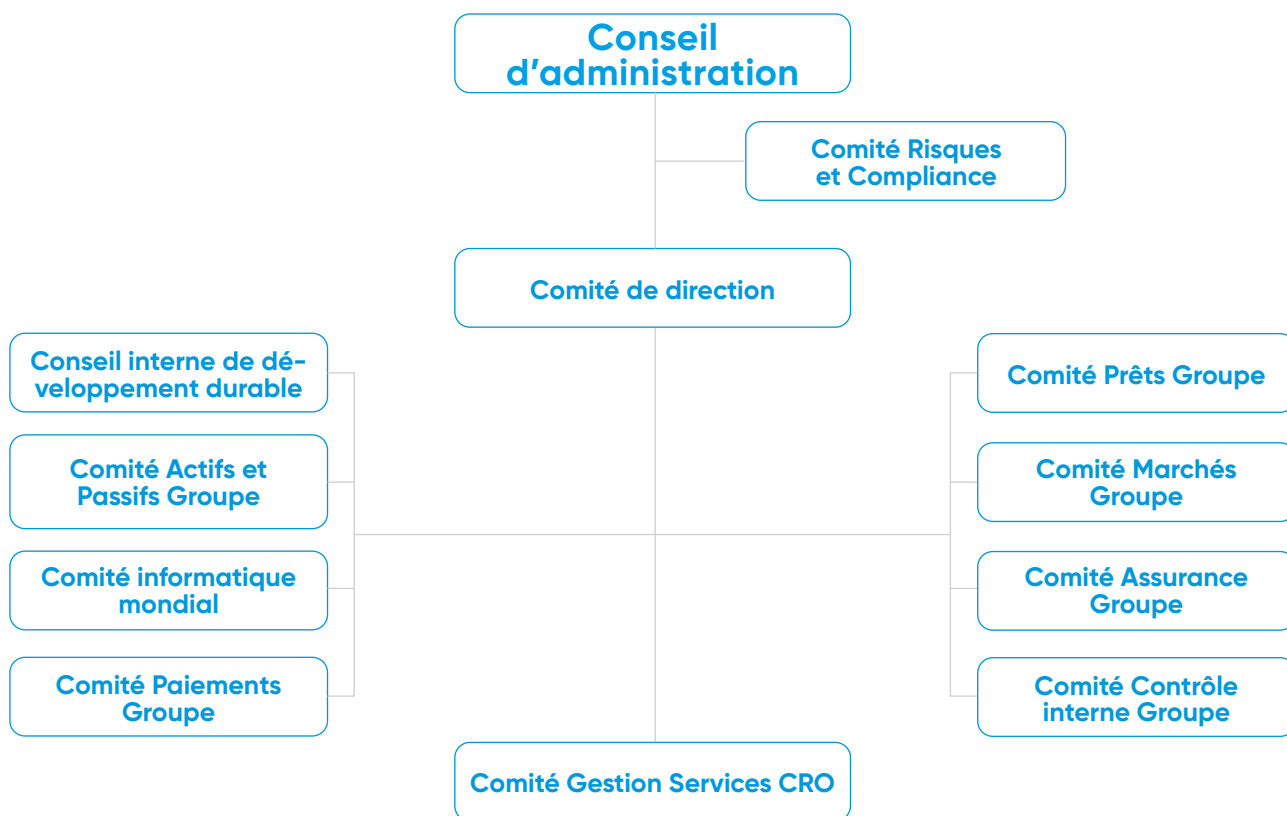 Conseil
d’administration
Comité Risques
et Compliance
Comité de direction
Conseil interne de dé-
veloppement durable
Comité Actifs et
Passifs Groupe
Comité informatique
mondial
Comité Paiements
Groupe
Comité Prêts Groupe
Comité Marchés
Groupe
Comité Assurance
Groupe
Comité Contrôle
interne Groupe
Comité Gestion Services CRO